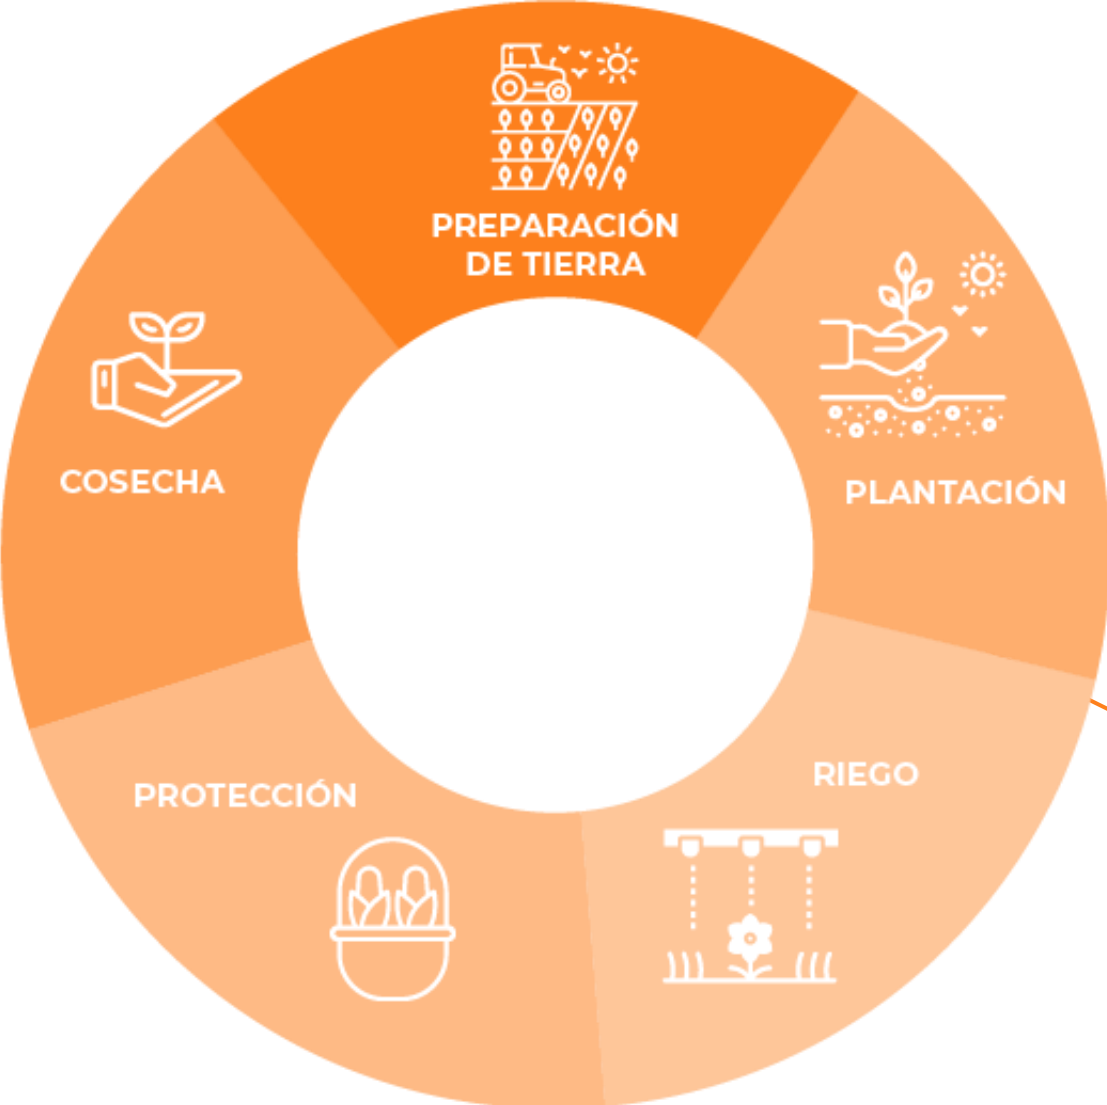 PREPARACIÓN
DE TIERRA
PLANTACIÓN
RIEGO
PROTECCIÓN
COSECHA